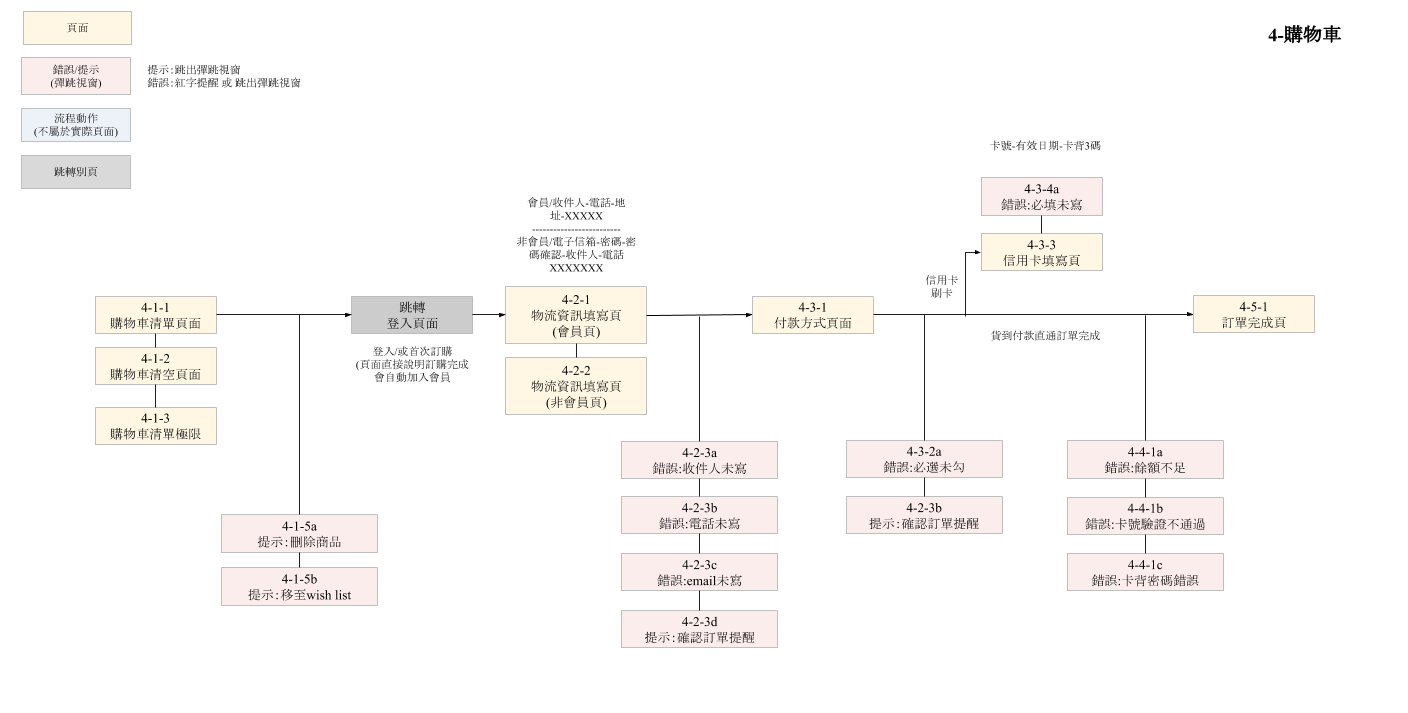 頁面
4-購物車
錯誤/提示
(彈跳視窗)
提示:跳出彈跳視窗
錯誤:紅字提醒 或 跳出彈跳視窗
流程動作
(不屬於實際頁面)
跳轉別頁
卡號-有效日期-卡背3碼
4-3-4a
錯誤:必填未寫
4-3-3
信用卡填寫頁
會員/收件人-電話-地
址-XXXXX
-------------------------
非會員/電子信箱-密碼-密
碼確認-收件人-電話
XXXXXXX
信用卡
刷卡
4-1-1
購物車清單頁面
4-1-2
購物車清空頁面
4-1-3
購物車清單極限
跳轉
登入頁面
登入/或首次訂購
(頁面直接說明訂購完成
會自動加入會員
4-2-1
物流資訊填寫頁
(會員頁)
4-2-2
物流資訊填寫頁
(非會員頁)
4-3-1
付款方式頁面
貨到付款直通訂單完成
4-5-1
訂單完成頁
4-1-5a
提示:刪除商品
4-1-5b
提示:移至wish list
4-2-3a
錯誤:收件人未寫
4-2-3b
錯誤:電話未寫
4-2-3c
錯誤:email未寫
4-2-3d
提示:確認訂單提醒
4-3-2a
錯誤:必選未勾
4-2-3b
提示:確認訂單提醒
4-4-1a
錯誤:餘額不足
4-4-1b
錯誤:卡號驗證不通過
4-4-1c
錯誤:卡背密碼錯誤